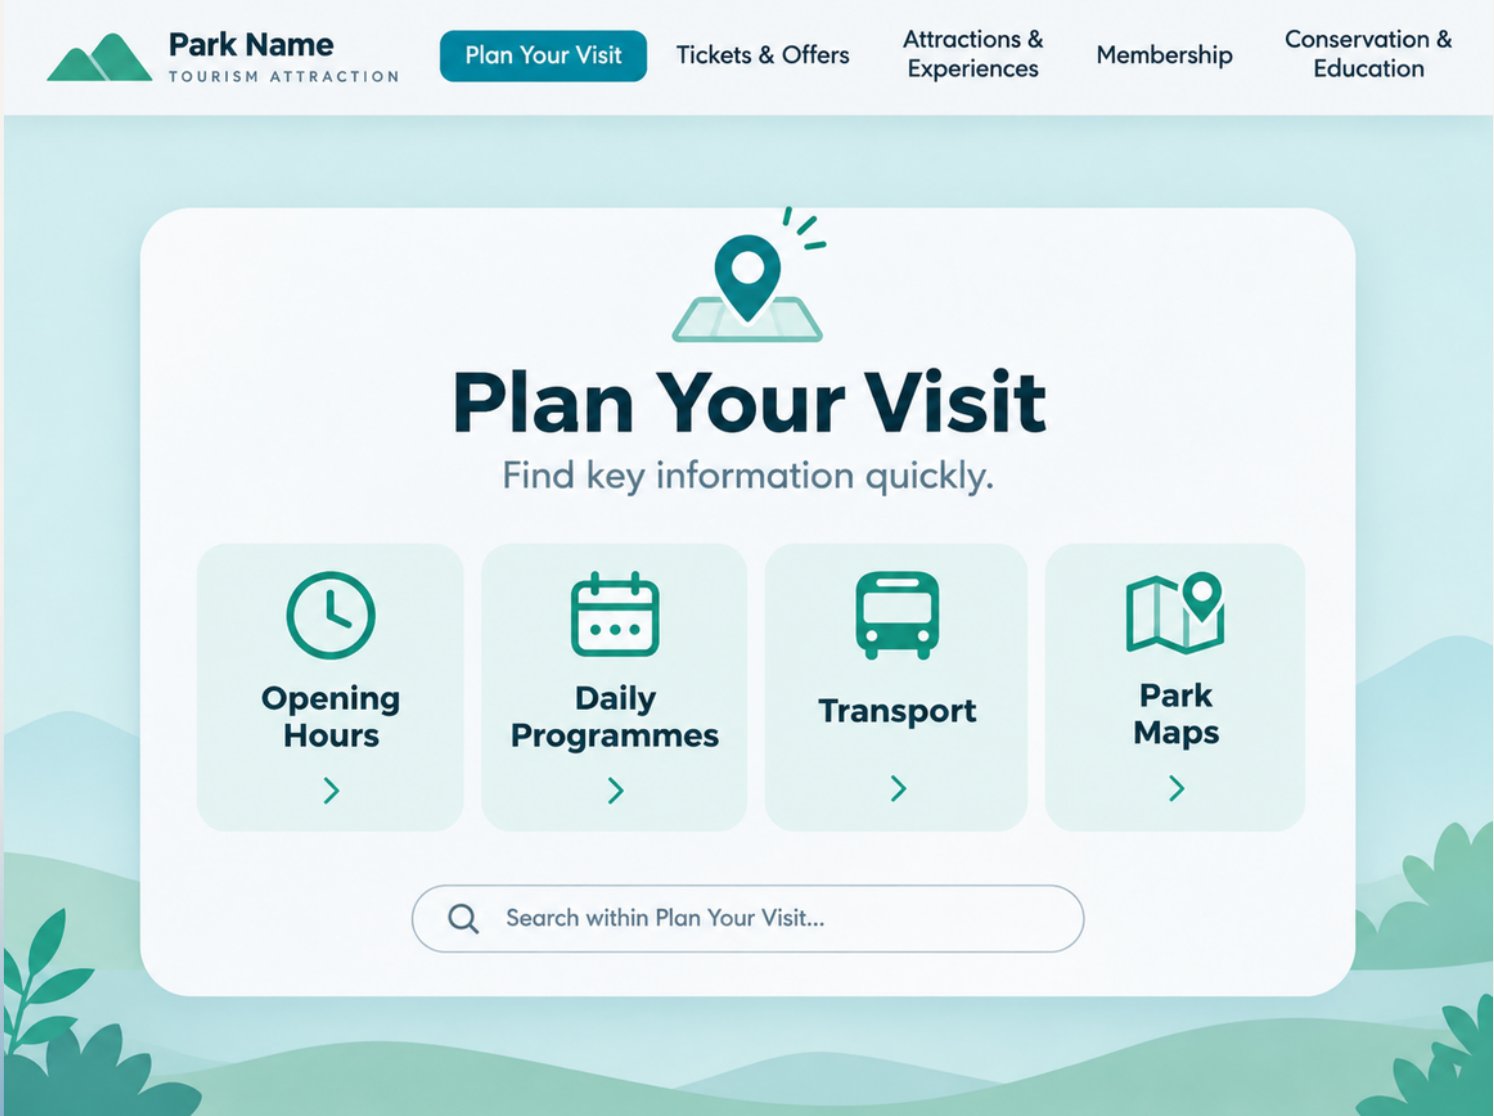 Park Name
TOURISM ATTRACTION
Plan Your Visit
Tickets & Offers
Attractions &
Experiences
Membership
Conservation &
Education
Plan Your Visit
Find key information quickly.
Opening
Hours
Daily
Programmes
Transport
Park
Maps
Search within Plan Your Visit...